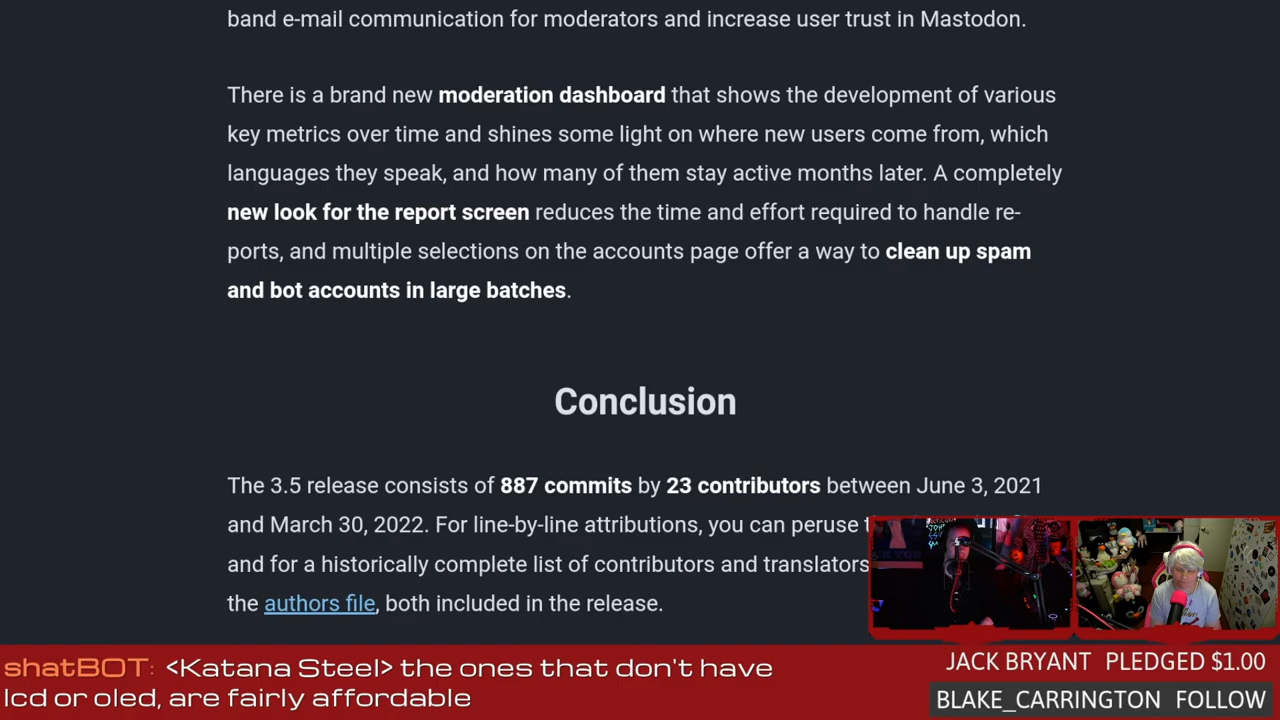 band e-mail communication for moderators and increase user trust in Mastodon.
There is a brand new moderation dashboard that shows the development of various
key metrics over time and shines some light on where new users come from, which
languages they speak, and how many of them stay active months later. A completely
new look for the report screen reduces the time and effort required to handle re-
ports, and multiple selections on the accounts page offer a way to clean up spam
and bot accounts in large batches.
Conclusion
The 3.5 release consists of 887 commits by 23 contributors between June 3, 2021
and March 30, 2022. For line-by-line attributions, you can peruse
and for a historically complete list of contributors and translators
the authors file, both included in the release.
shatBOT: <Katana Steel> the ones that don't have
lcd or oled, are fairly affordable
JACK BRYANT PLEDGED $1.00
BLAKE_CARRINGTON FOLLOW